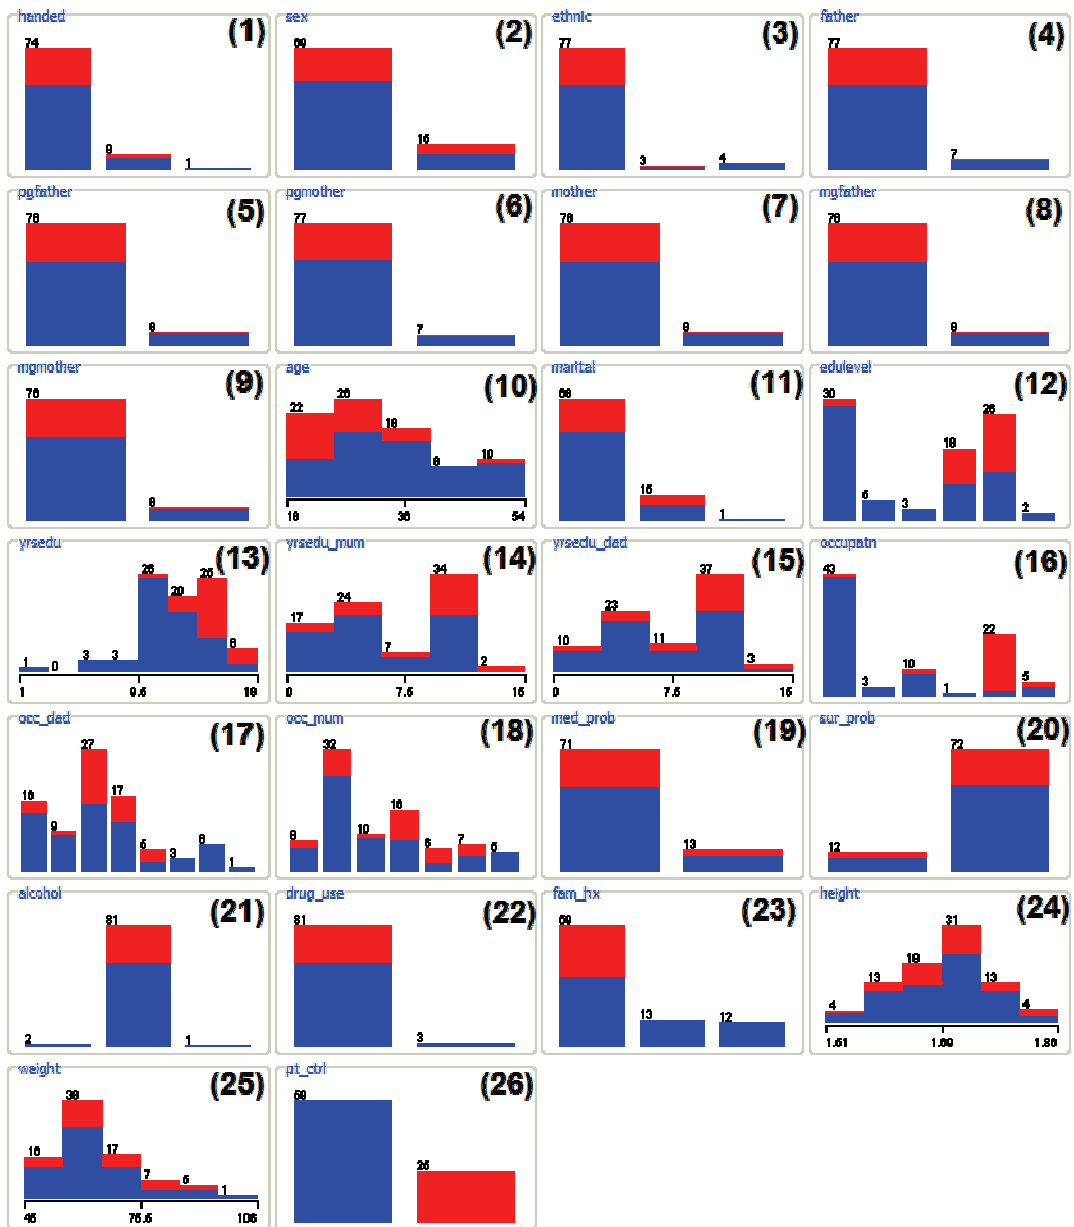 handed (1)
74
9
1
sex (2)
69
15
ethnic (3)
77
3
4
father (4)
77
7
pgfather (5)
76
8
pgmother (6)
77
7
mother (7)
76
8
mgfather (8)
76
8
mgmother (9)
76
8
age (10)
22 26 18 8 10
18 36 54
marital (11)
68
15
1
edulevel (12)
30 5 3 18 26 2
yrsedu (13)
1 0 3 3 26 20 25 6
1 9.5 18
yrsedu_mum (14)
17 24 7 34 2
0 7.5 15
yrsedu_dad (15)
10 23 11 37 3
0 7.5 15
occupatn (16)
43 3 10 1 22 5
occ_dad (17)
16 9 27 17 5 3 6 1
occ_mum (18)
8 32 10 16 6 7 5
med_prob (19)
71
13
sur_prob (20)
12
72
alcohol (21)
2
81
1
drug_use (22)
81
3
fam_hx (23)
59
13
12
height (24)
4 13 19 31 13 4
1.51 1.69 1.86
weight (25)
16 38 17 7 5 1
45 75.5 106
pt_ctrl (26)
59
25